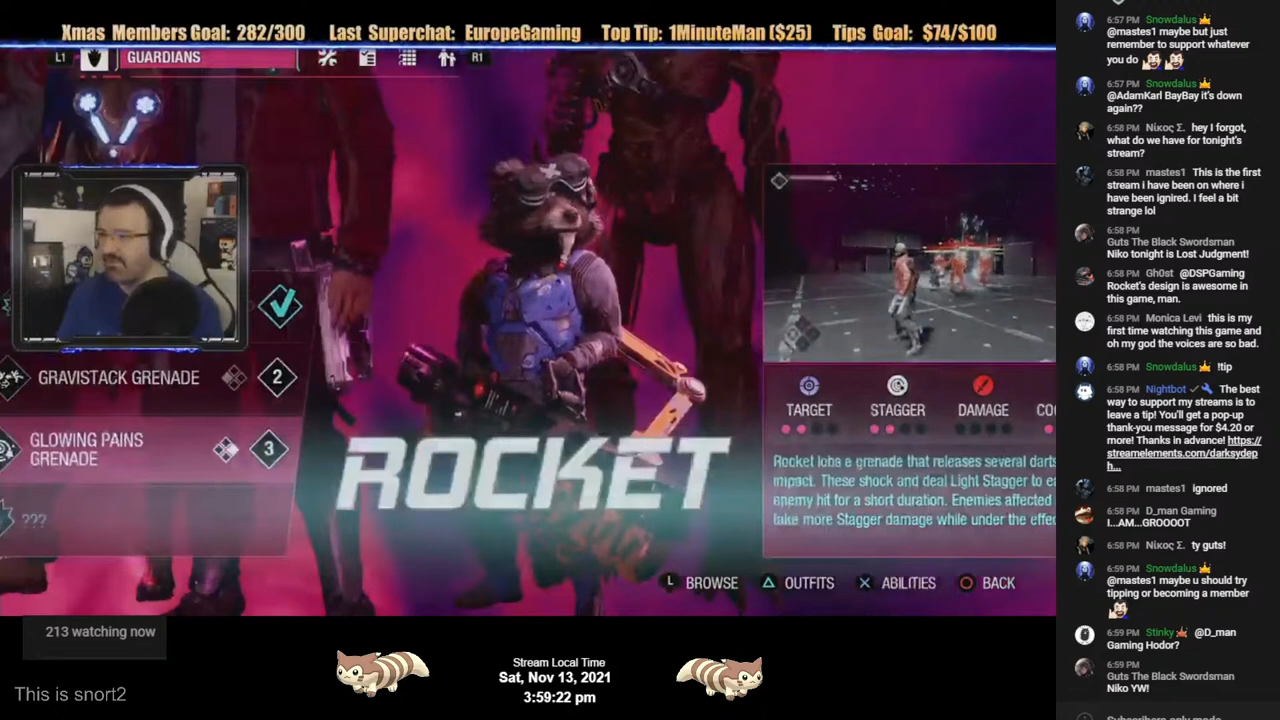 Xmas Members Goal: 282/300 Last Superchat: EuropeGaming Top Tip: 1MinuteMan ($25) Tips Goal: $74/$100
L1 GUARDIANS R1
GRAVISTACK GRENADE 2
GLOWING PAINS
GRENADE
3
???
ROCKET
TARGET STAGGER DAMAGE
Rocket lobs a grenade that releases several darts
impact. These shock and deal Light Stagger to
enemy hit for a short duration. Enemies affected
take more Stagger damage while under the
L BROWSE OUTFITS ABILITIES BACK
213 watching now
This is snort2
Stream Local Time
Sat, Nov 13, 2021
3:59:22 pm
6:57 PM Snowdalus
@mastes1 maybe but just
remember to support whatever
you do
6:57 PM Snowdalus
@AdamKarl BayBay it's down
again??
6:58 PM Νίκος Σ. hey I forgot,
what do we have for tonight's
stream?
6:58 PM mastes1 This is the first
stream i have been on where i
have been ignired. I feel a bit
strange lol
6:58 PM
Guts The Black Swordsman
Niko tonight is Lost Judgment!
6:58 PM Gh0st @DSPGaming
Rocket's design is awesome in
this game, man.
6:58 PM Monica Levi this is my
first time watching this game and
oh my god the voices are so bad.
6:58 PM Snowdalus !tip
6:58 PM Nightbot The best
way to support my streams is to
leave a tip! You'll get a pop-up
thank-you message for $4.20 or
more! Thanks in advance! https://
streamelements.com/darksydep
h...
6:58 PM mastes1 ignored
6:58 PM D_man Gaming
I...AM...GROOOOT
6:58 PM Νίκος Σ. ty guts!
6:59 PM Snowdalus
@mastes1 maybe u should try
tipping or becoming a member
6:59 PM Stinky @D_man
Gaming Hodor?
6:59 PM
Guts The Black Swordsman
Niko YW!
Subscribers-only mode